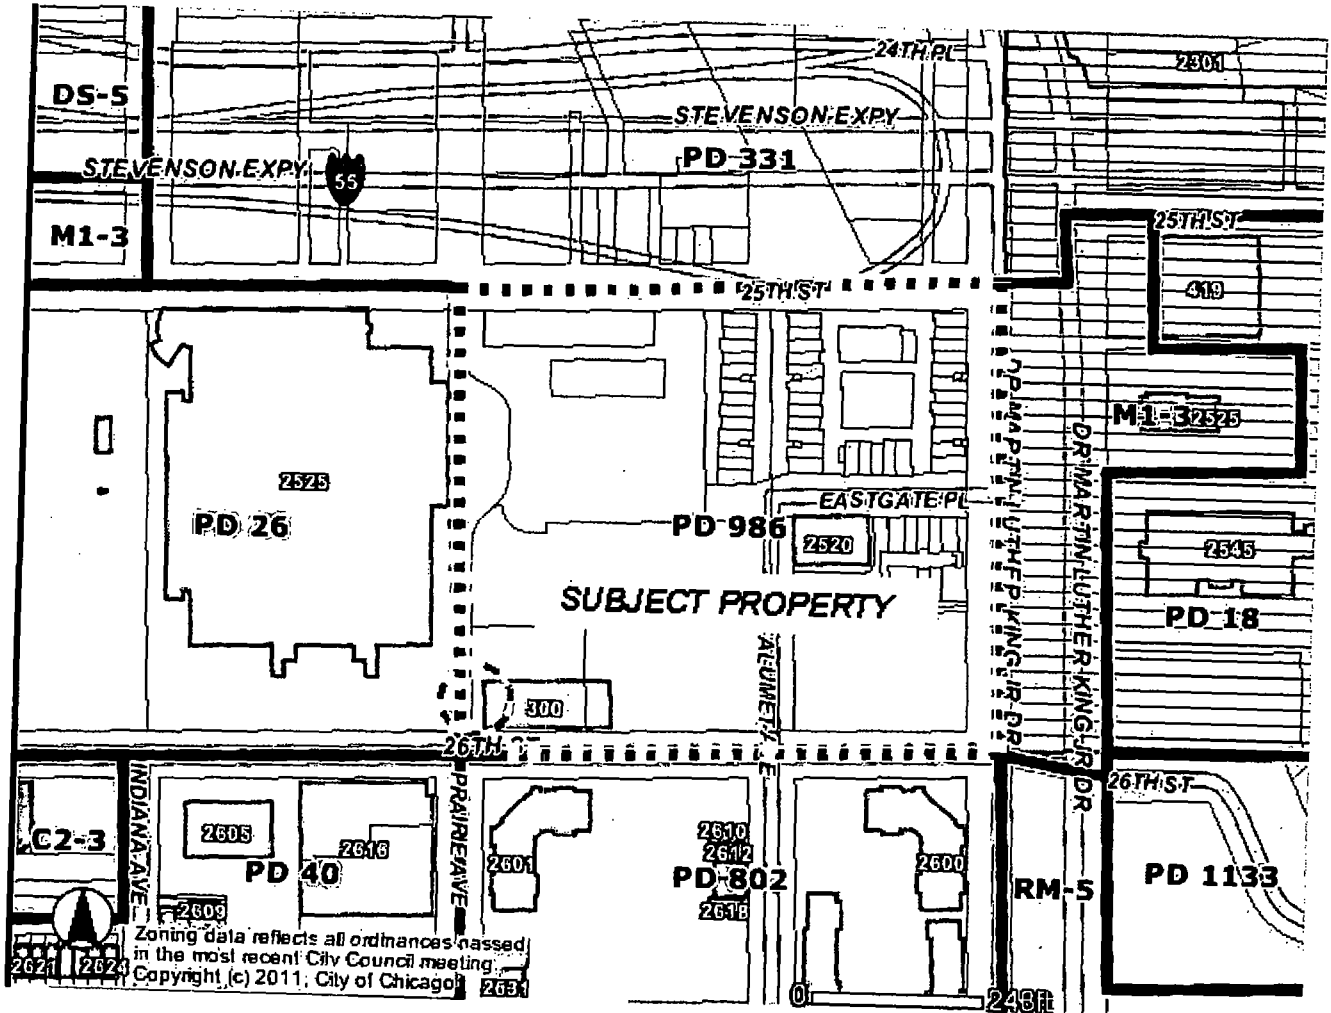 24TH PL
2301
DS-5
STEVENSON EXPY
PD 331
STEVENSON EXPY
55
M1-3
25TH ST
25TH ST
419
M1-3
2525
DR MARTIN LUTHER KING JR DR
DR MARTIN LUTHER KING JR DR
2525
PD 26
EASTGATE PL
PD 986
2520
2545
PD 18
SUBJECT PROPERTY
300
26TH ST
26TH ST
INDIANA AVE
PRAIRIE AVE
C2-3
2605
2616
PD 40
2601
2610
2612
PD 802
2618
2600
RM-5
PD 1133
2609
2621
2624
Zoning data reflects all ordinances passed
in the most recent City Council meeting
Copyright (c) 2011, City of Chicago
2631
0
248ft